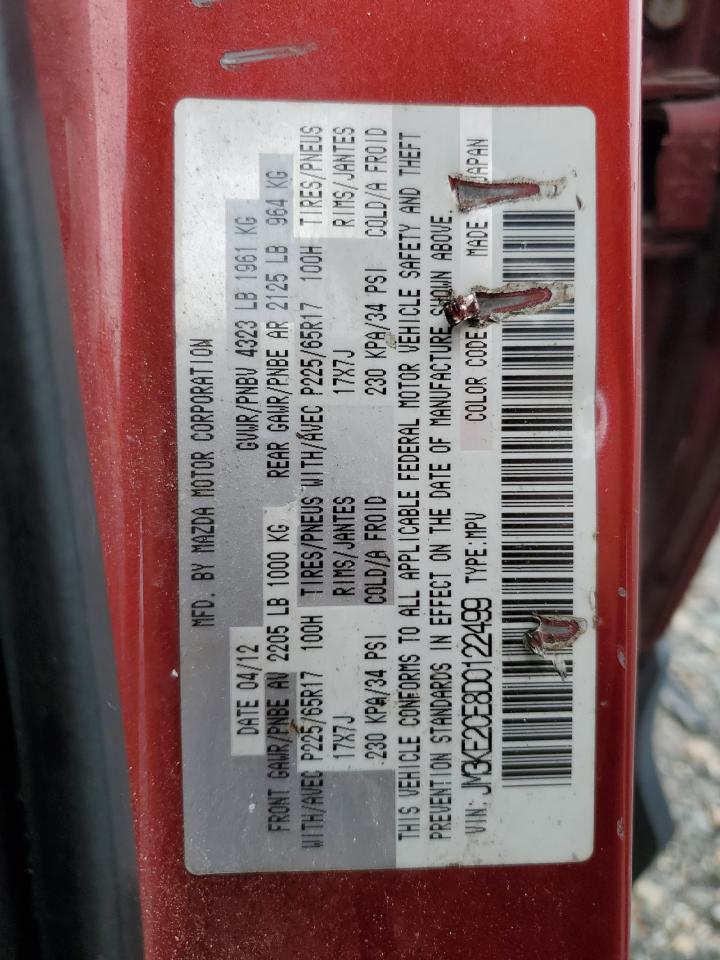 MFD. BY MAZDA MOTOR CORPORATION
DATE 04/12 GVWR/PNBV 4323 LB 1961 KG
FRONT GAWR/PNBE AV 2205 LB 1000 KG REAR GAWR/PNBE AR 2125 LB 964 KG
WITH/AVEC P225/65R17 100H TIRES/PNEUS WITH/AVEC P225/65R17 100H TIRES/PNEUS
17X7J RIMS/JANTES 17X7J RIMS/JANTES
230 KPA/34 PSI COLD/A FROID 230 KPA/34 PSI COLD/A FROID
THIS VEHICLE CONFORMS TO ALL APPLICABLE FEDERAL MOTOR VEHICLE SAFETY AND THEFT
PREVENTION STANDARDS IN EFFECT ON THE DATE OF MANUFACTURE SHOWN ABOVE.
VIN: JM3KE2CE8D0122499 TYPE:MPV COLOR CODE MADE JAPAN